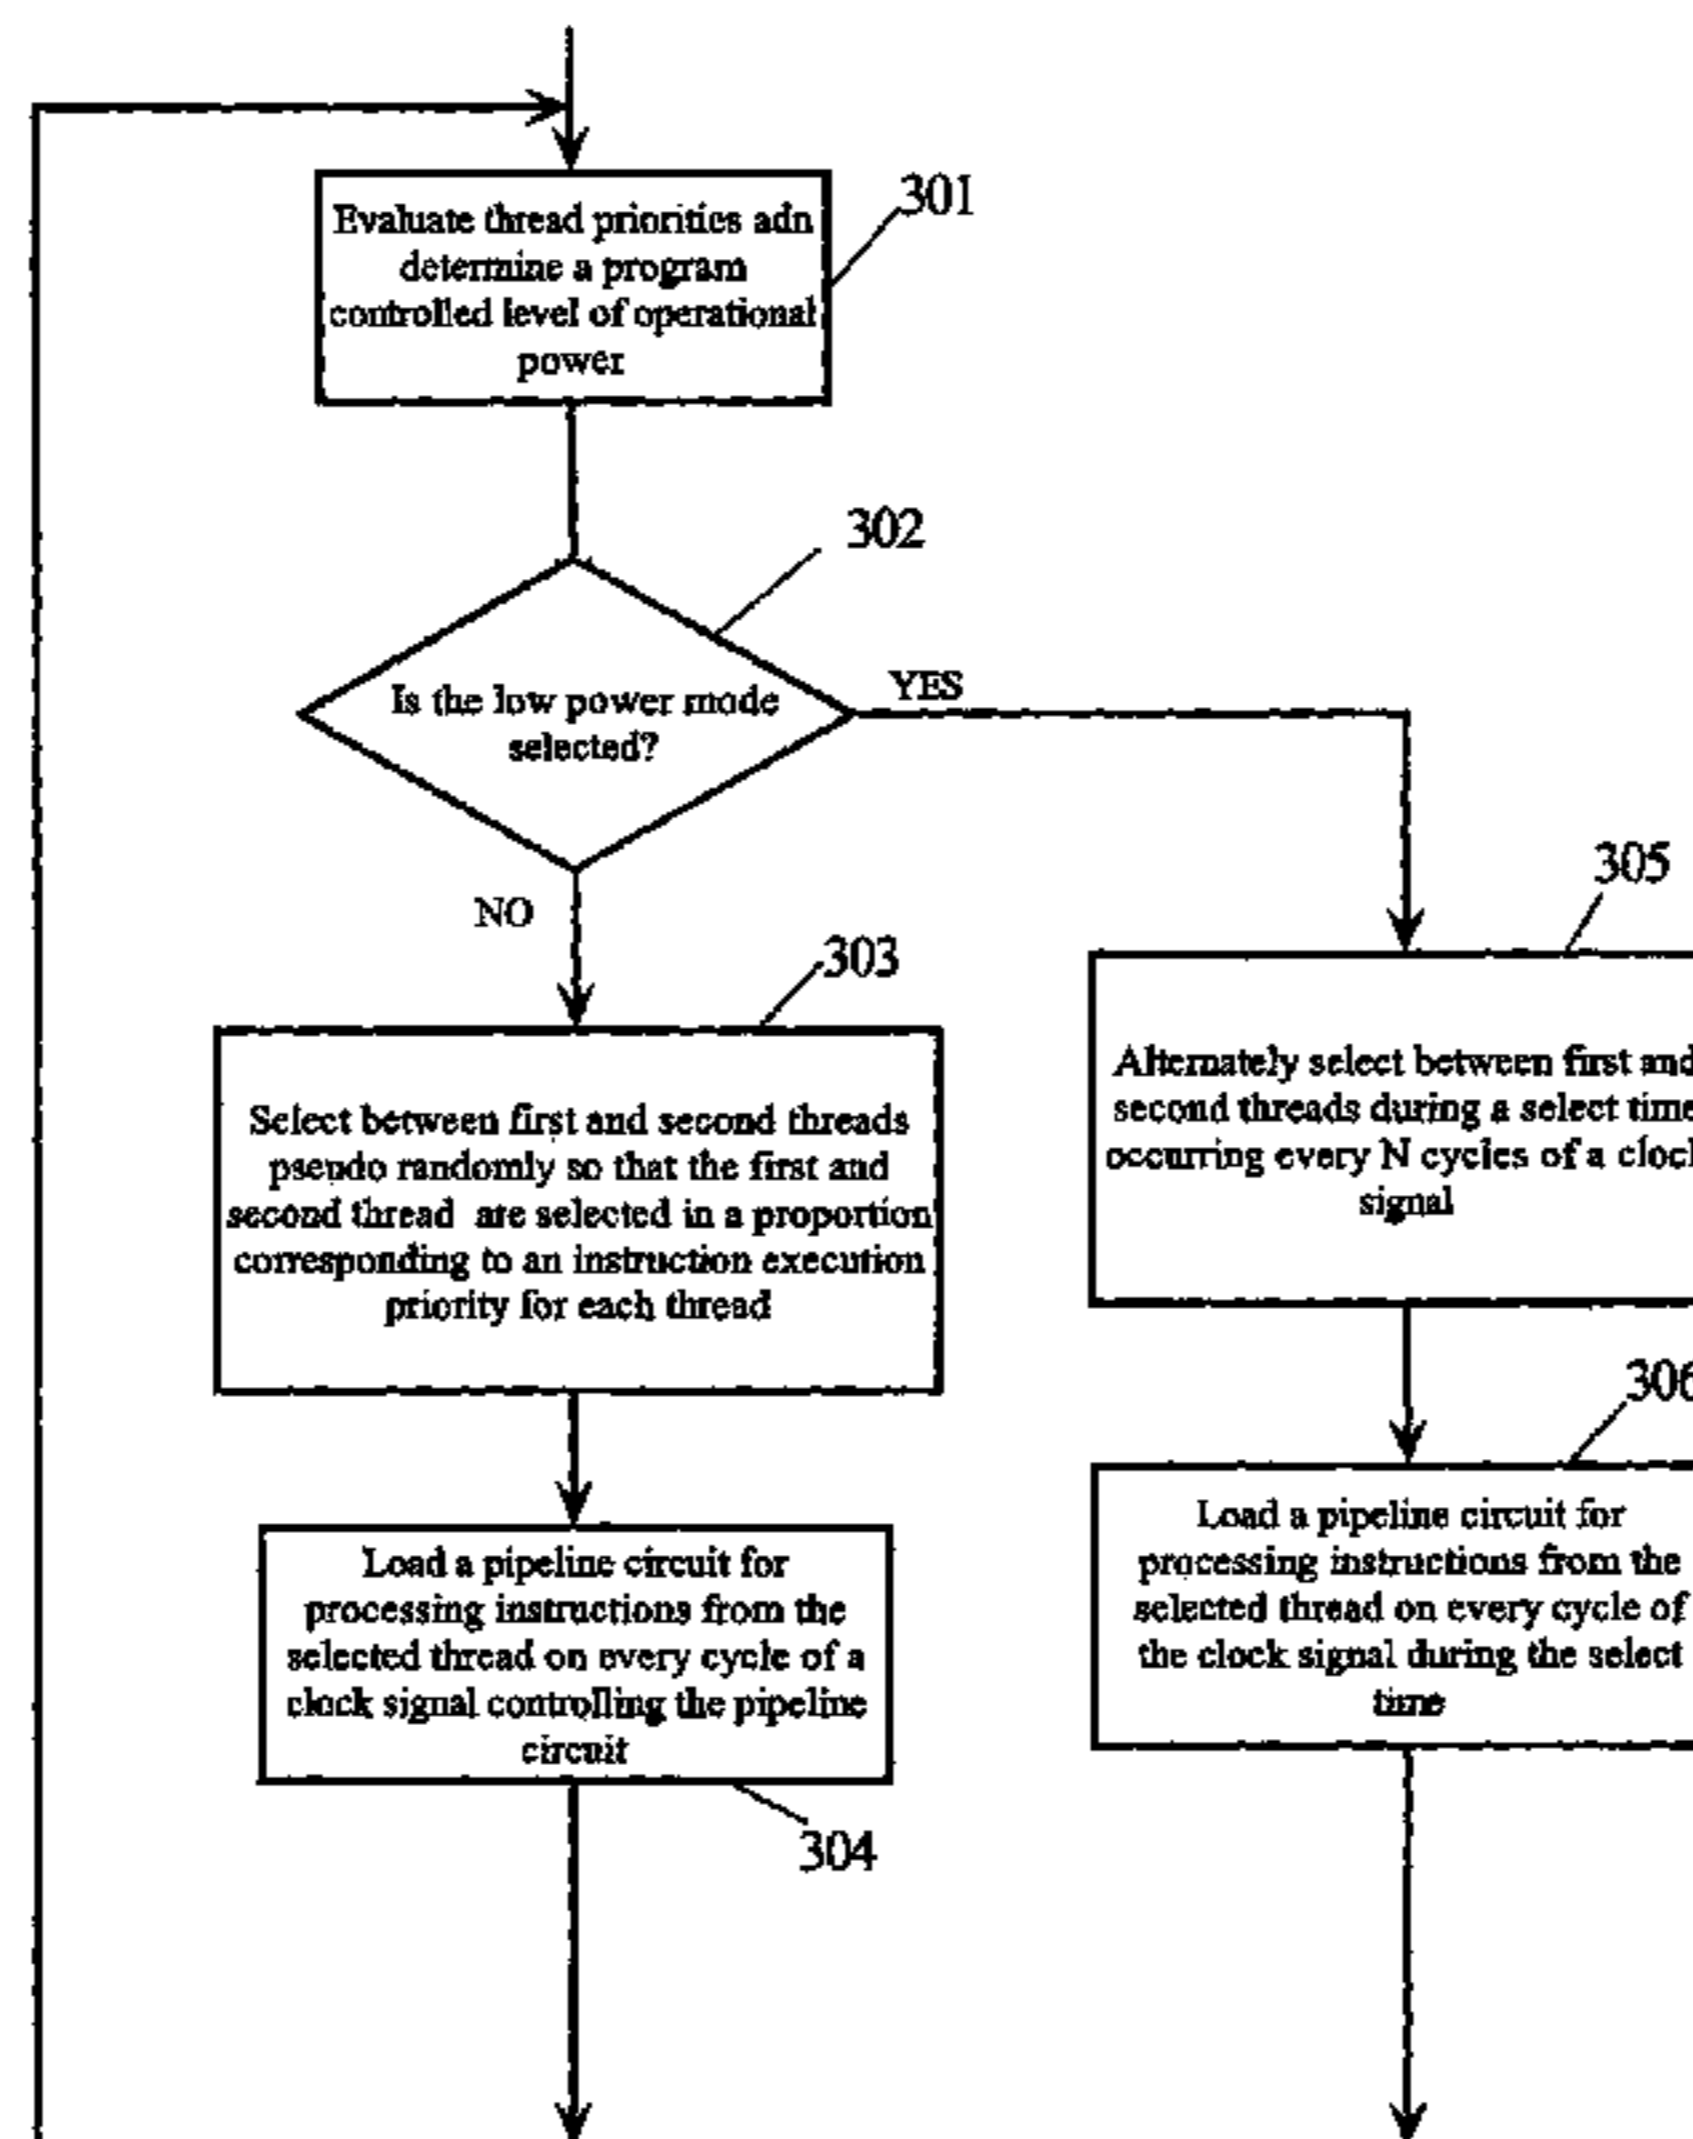 301
Evaluate thread priorities adn
determine a program
controlled level of operational
power
302
Is the low power mode
selected?
YES
NO
303
Select between first and second threads
pseudo randomly so that the first and
second thread are selected in a proportion
corresponding to an instruction execution
priority for each thread
304
Load a pipeline circuit for
processing instructions from the
selected thread on every cycle of a
clock signal controlling the pipeline
circuit
305
Alternately select between first and
second threads during a select time
occurring every N cycles of a clock
signal
306
Load a pipeline circuit for
processing instructions from the
selected thread on every cycle of
the clock signal during the select
time